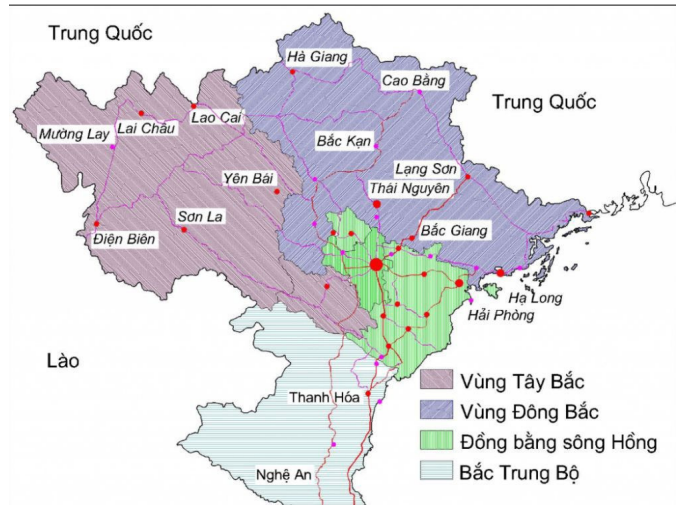 Trung Quốc
Hà Giang
Cao Bằng
Trung Quốc
Lao Cai
Lai Châu
Mường Lay
Bắc Kạn
Lạng Sơn
Yên Bái
Thái Nguyên
Sơn La
Bắc Giang
Điện Biên
Hạ Long
Hải Phòng
Lào
Vùng Tây Bắc
Thanh Hóa
Vùng Đông Bắc
Đồng bằng sông Hồng
Nghệ An
Bắc Trung Bộ